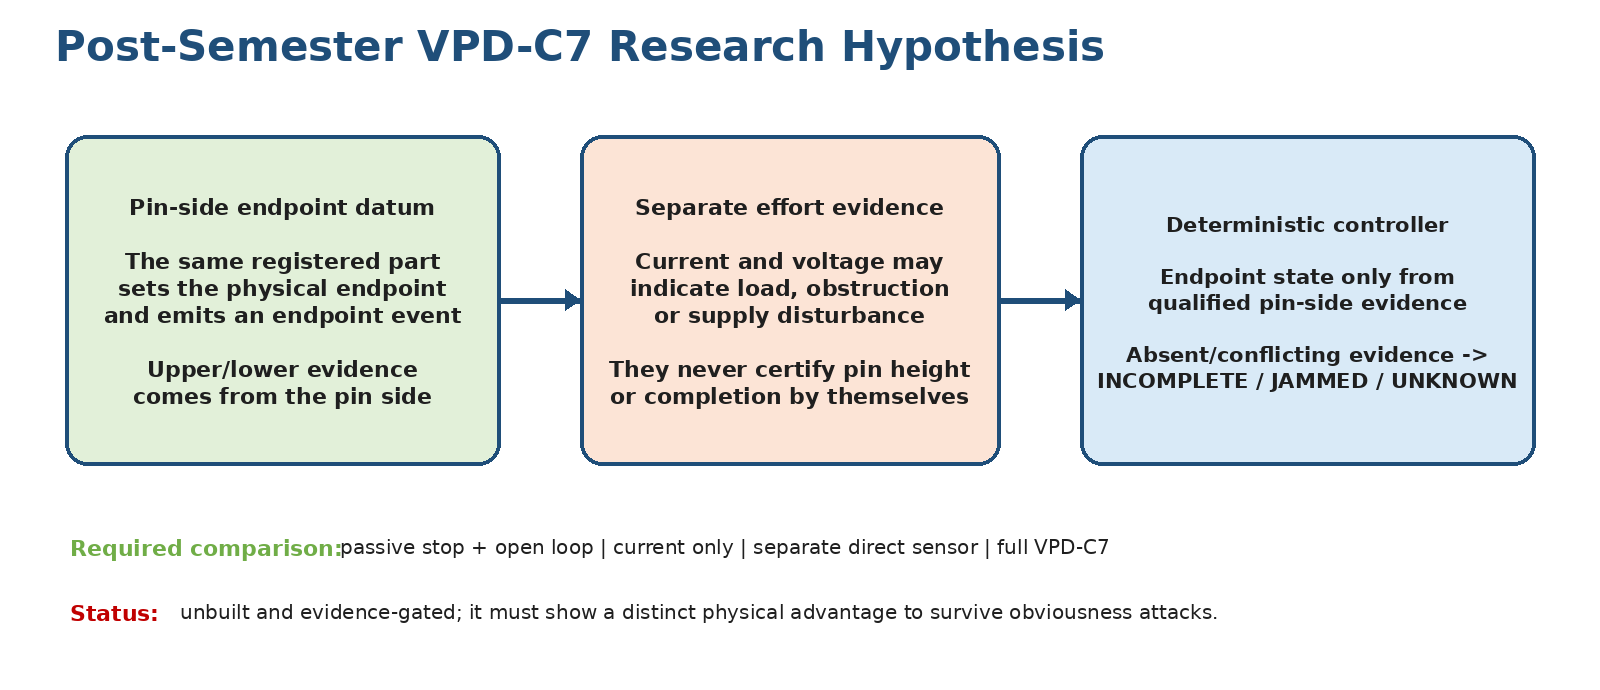 Post-Semester VPD-C7 Research Hypothesis
Pin-side endpoint datum
The same registered part
sets the physical endpoint
and emits an endpoint event
Upper/lower evidence
comes from the pin side
Separate effort evidence
Current and voltage may
indicate load, obstruction
or supply disturbance
They never certify pin height
or completion by themselves
Deterministic controller
Endpoint state only from
qualified pin-side evidence
Absent/conflicting evidence ->
INCOMPLETE / JAMMED / UNKNOWN
Required comparison: passive stop + open loop | current only | separate direct sensor | full VPD-C7
Status: unbuilt and evidence-gated; it must show a distinct physical advantage to survive obviousness attacks.